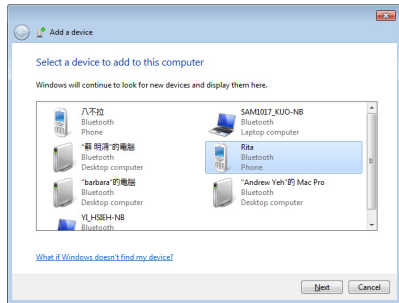 Add a device
Select a device to add to this computer
Windows will continue to look for new devices and display them here.
八不拉
Bluetooth
Phone
SAM1017_KUO-NB
Bluetooth
Laptop computer
"蘇明鴻"的電腦
Bluetooth
Desktop computer
Rita
Bluetooth
Phone
"barbara"的電腦
Bluetooth
Desktop computer
"Andrew Yeh"的 Mac Pro
Bluetooth
Desktop computer
YI_HSIEH-NB
Bluetooth
What if Windows doesn't find my device?
Next
Cancel